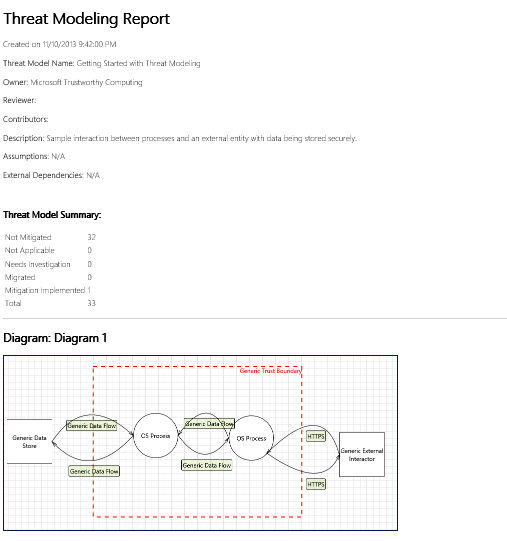 Threat Modeling Report
Created on 11/10/2013 9:42:00 PM
Threat Model Name: Getting Started with Threat Modeling
Owner: Microsoft Trustworthy Computing
Reviewer:
Contributors:
Description: Sample interaction between processes and an external entity with data being stored securely.
Assumptions: N/A
External Dependencies: N/A
Threat Model Summary:
Not Mitigated 32
Not Applicable 0
Needs Investigation 0
Migrated 0
Mitigation Implemented 1
Total 33
Diagram: Diagram 1
Generic Trust Boundary
Generic Data Flow
Generic Data Flow
Generic Data
Store
OS Process
OS Process
HTTPS
Generic External
Interactor
Generic Data Flow
Generic Data Flow
HTTPS